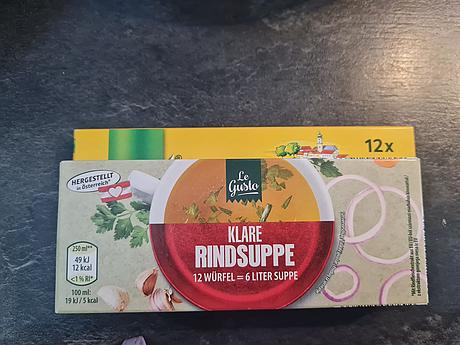 12x
HERGESTELLT
in ÖSTERREICH*
Le
Gusto
KLARE
RINDSUPPE
12 WÜRFEL = 6 LITER SUPPE
250 ml**
49 kJ
12 kcal
<1 % RI*
100 ml:
19 kJ / 5 kcal